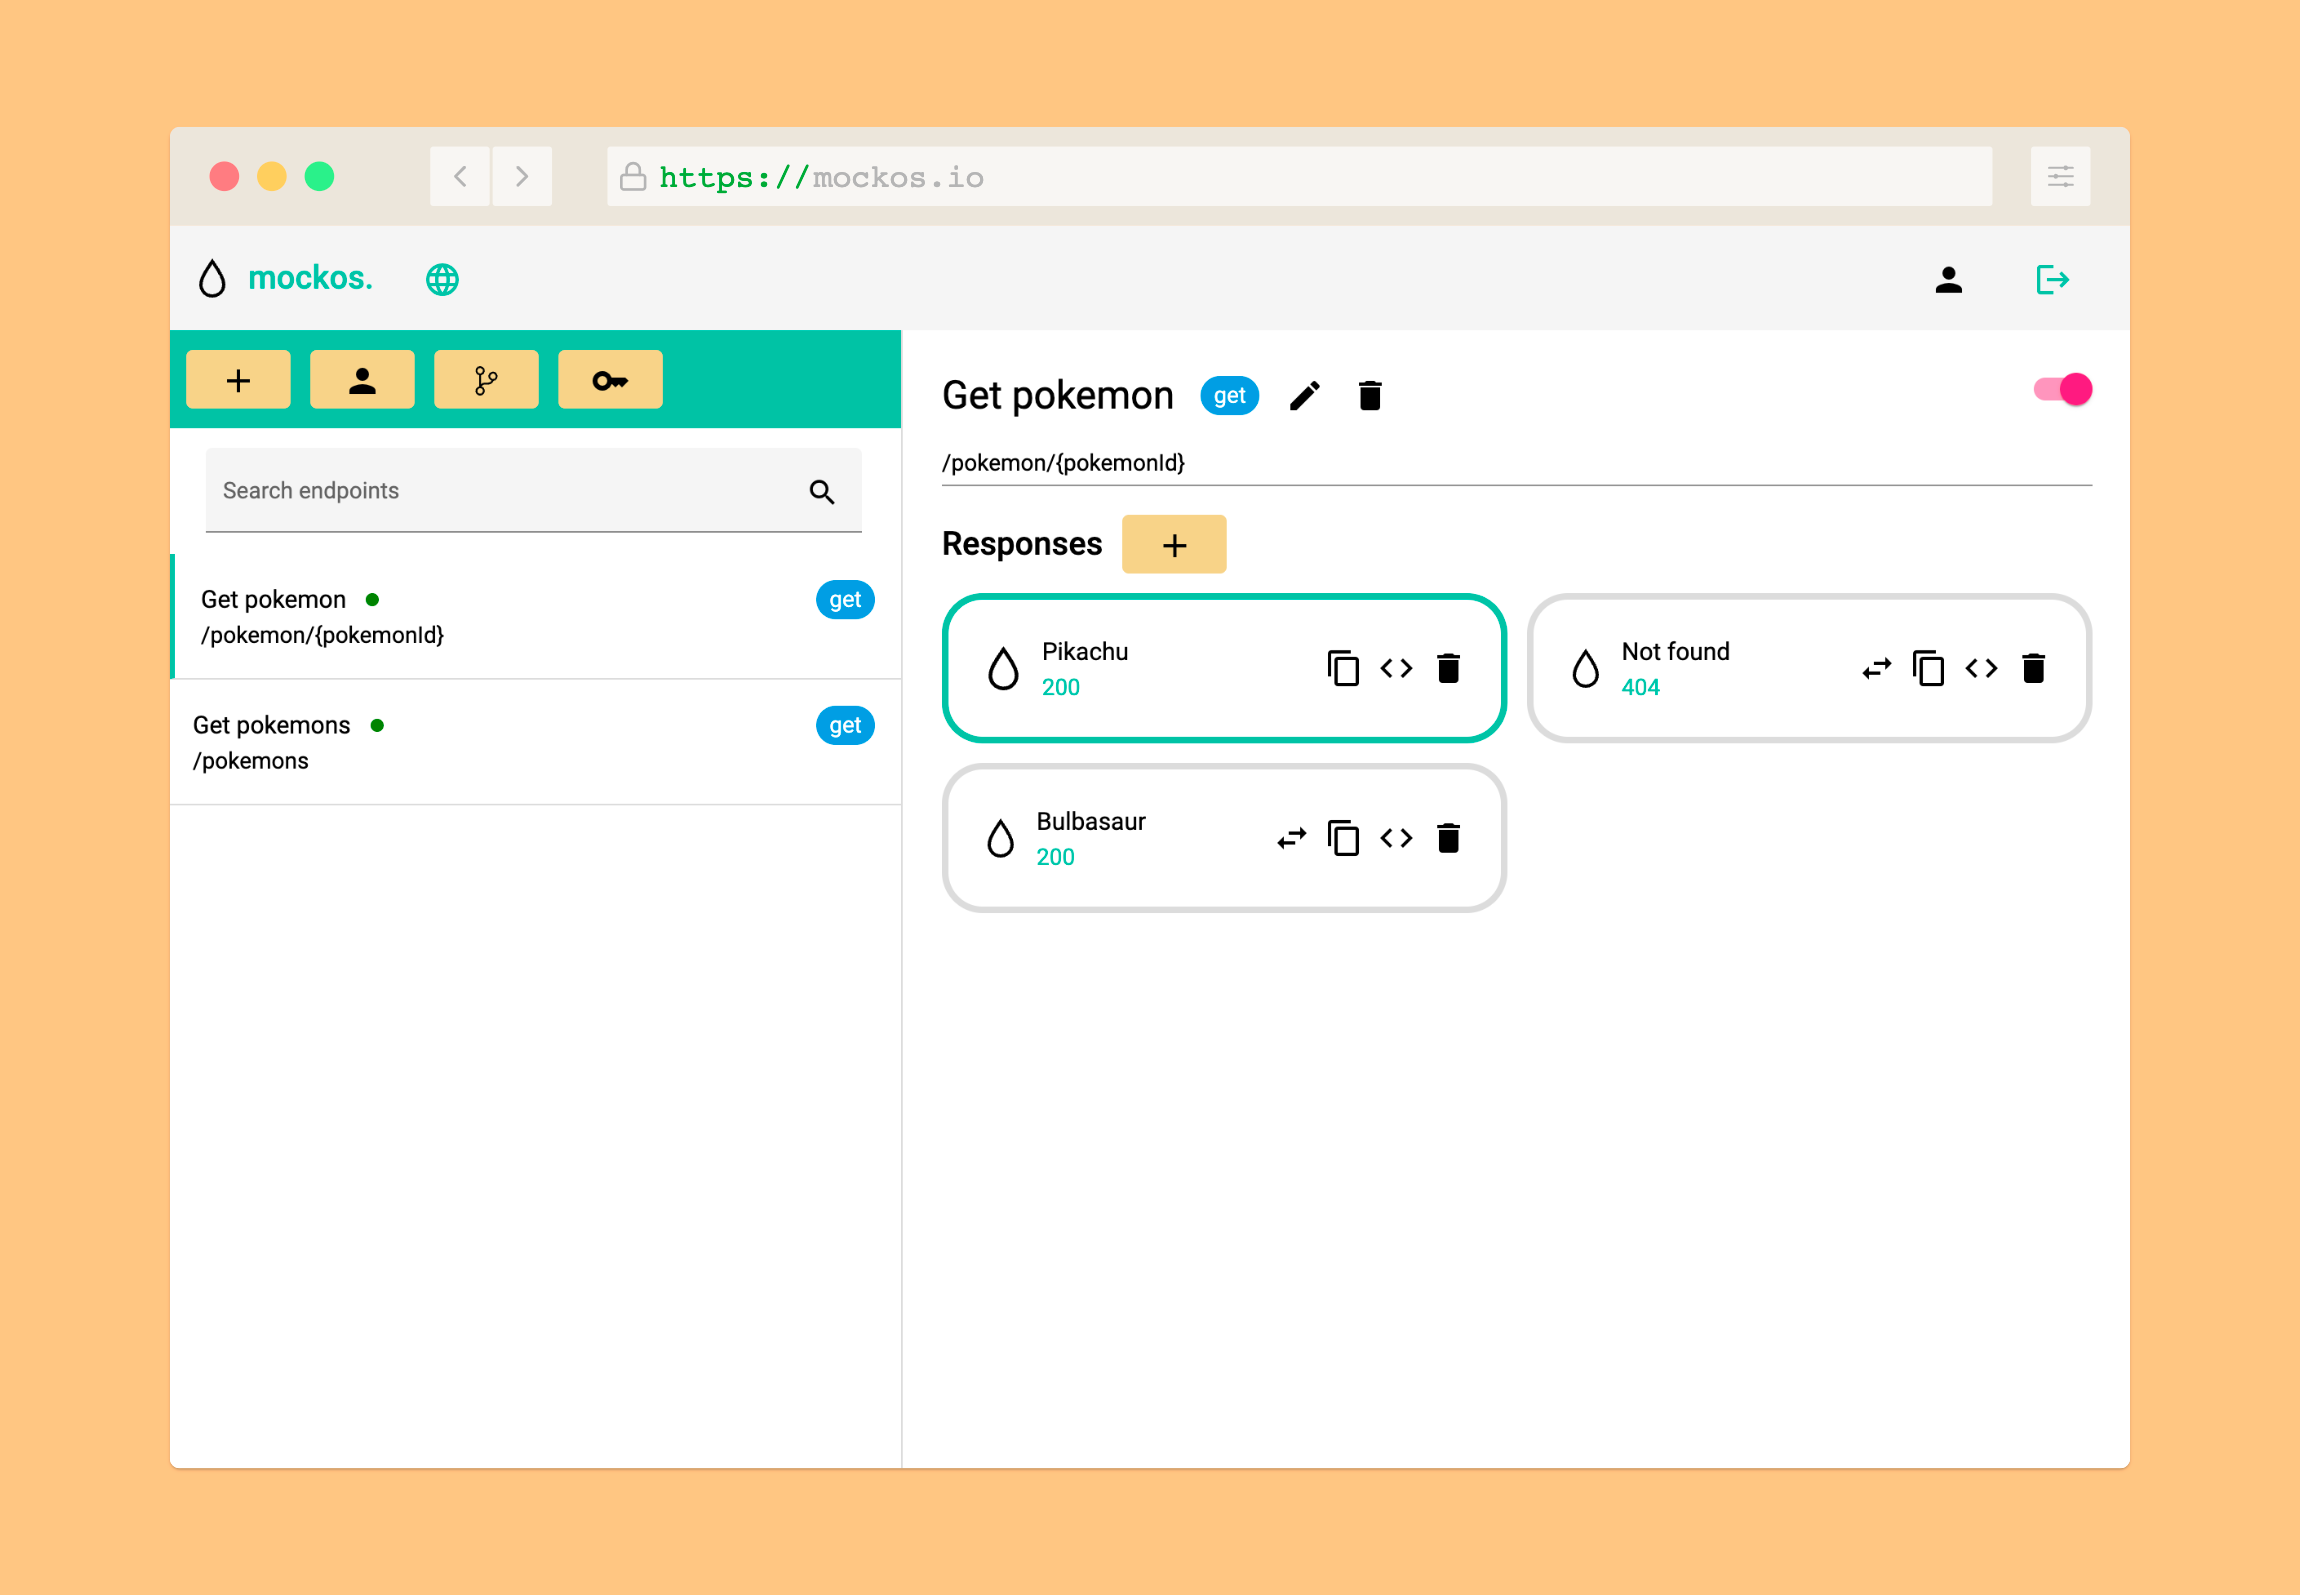 https://mockos.io
mockos.
Search endpoints
Get pokemon get
/pokemon/{pokemonId}
Get pokemons get
/pokemons
Get pokemon get
/pokemon/{pokemonId}
Responses
Pikachu
200
Not found
404
Bulbasaur
200